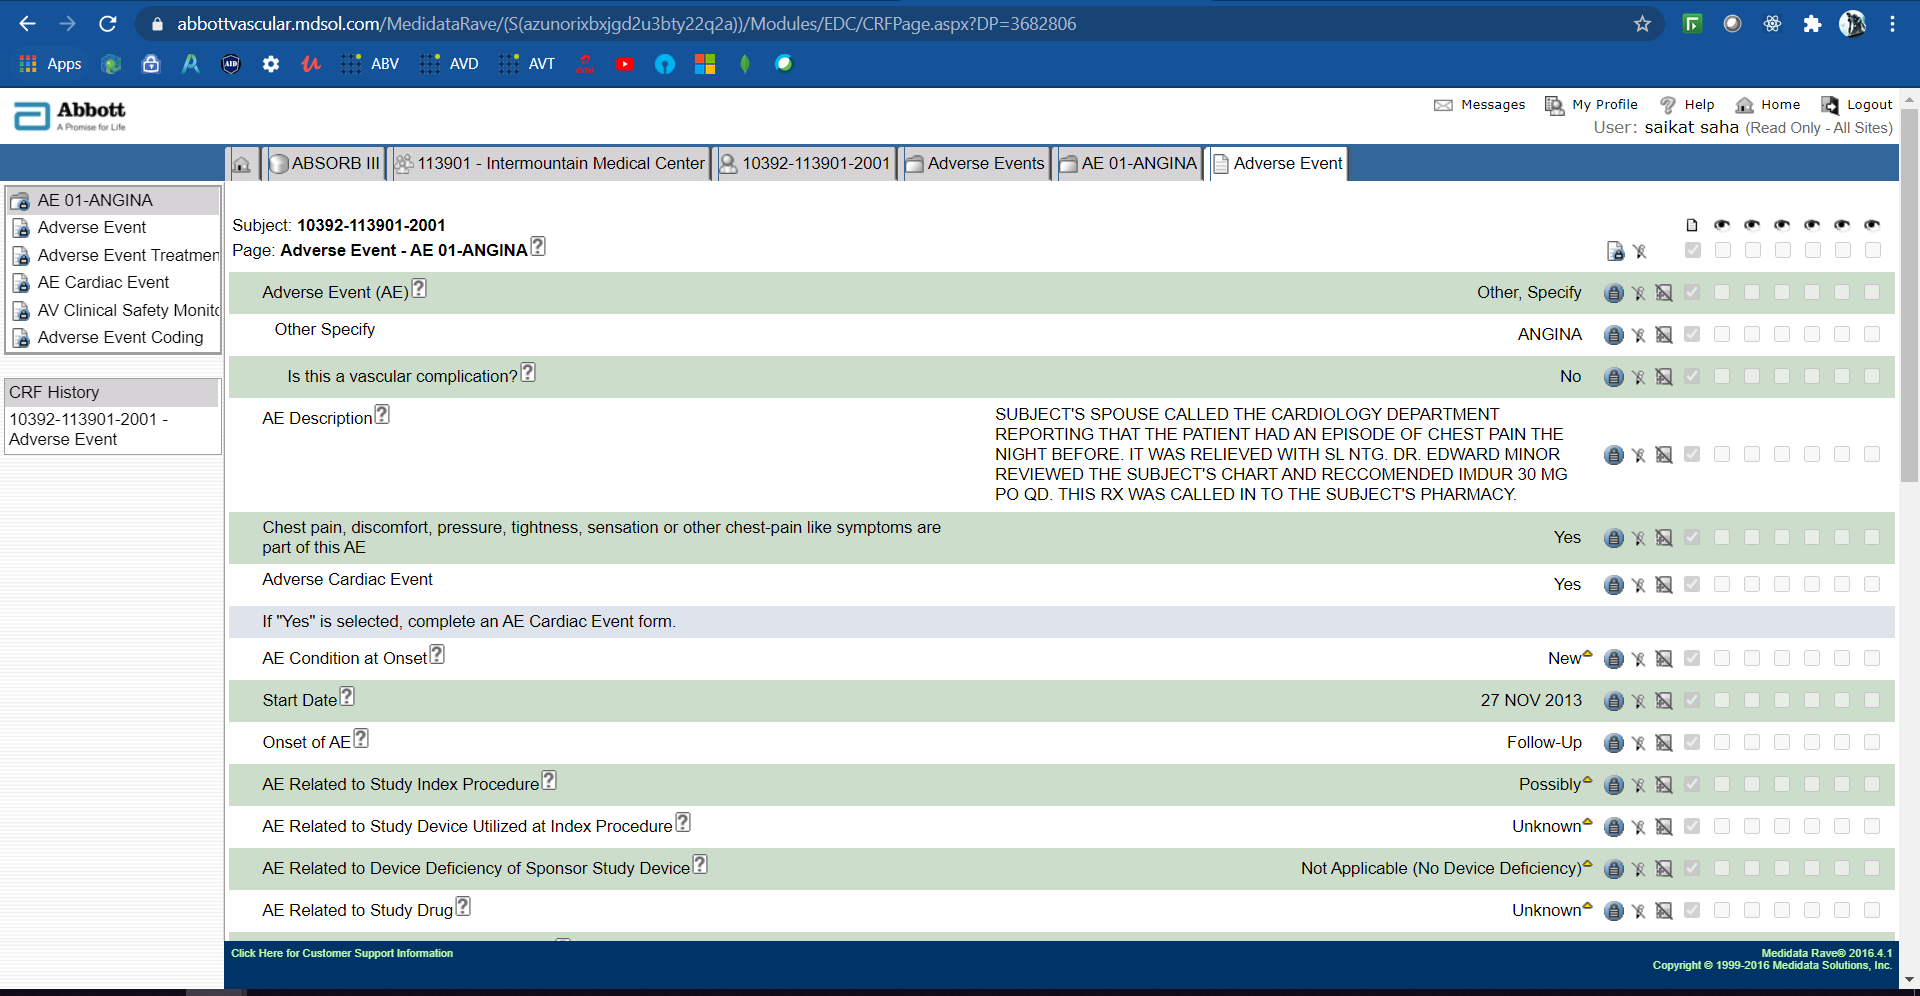 abbottvascular.mdsol.com/MedidataRave/(S(azunorixbxjgd2u3bty22q2a))/Modules/EDC/CRFPage.aspx?DP=3682806
Apps ABV AVD AVT
Abbott
A Promise for Life
Messages My Profile Help Home Logout
User: saikat saha (Read Only - All Sites)
ABSORB III 113901 - Intermountain Medical Center 10392-113901-2001 Adverse Events AE 01-ANGINA Adverse Event
AE 01-ANGINA
Adverse Event
Adverse Event Treatmen
AE Cardiac Event
AV Clinical Safety Monito
Adverse Event Coding
CRF History
10392-113901-2001 -
Adverse Event
Subject: 10392-113901-2001
Page: Adverse Event - AE 01-ANGINA
Adverse Event (AE) Other, Specify
Other Specify ANGINA
Is this a vascular complication? No
AE Description
SUBJECT'S SPOUSE CALLED THE CARDIOLOGY DEPARTMENT
REPORTING THAT THE PATIENT HAD AN EPISODE OF CHEST PAIN THE
NIGHT BEFORE. IT WAS RELIEVED WITH SL NTG. DR. EDWARD MINOR
REVIEWED THE SUBJECT'S CHART AND RECCOMENDED IMDUR 30 MG
PO QD. THIS RX WAS CALLED IN TO THE SUBJECT'S PHARMACY.
Chest pain, discomfort, pressure, tightness, sensation or other chest-pain like symptoms are
part of this AE
Yes
Adverse Cardiac Event Yes
If "Yes" is selected, complete an AE Cardiac Event form.
AE Condition at Onset New
Start Date 27 NOV 2013
Onset of AE Follow-Up
AE Related to Study Index Procedure Possibly
AE Related to Study Device Utilized at Index Procedure Unknown
AE Related to Device Deficiency of Sponsor Study Device Not Applicable (No Device Deficiency)
AE Related to Study Drug Unknown
Click Here for Customer Support Information
Medidata Rave® 2016.4.1
Copyright © 1999-2016 Medidata Solutions, Inc.